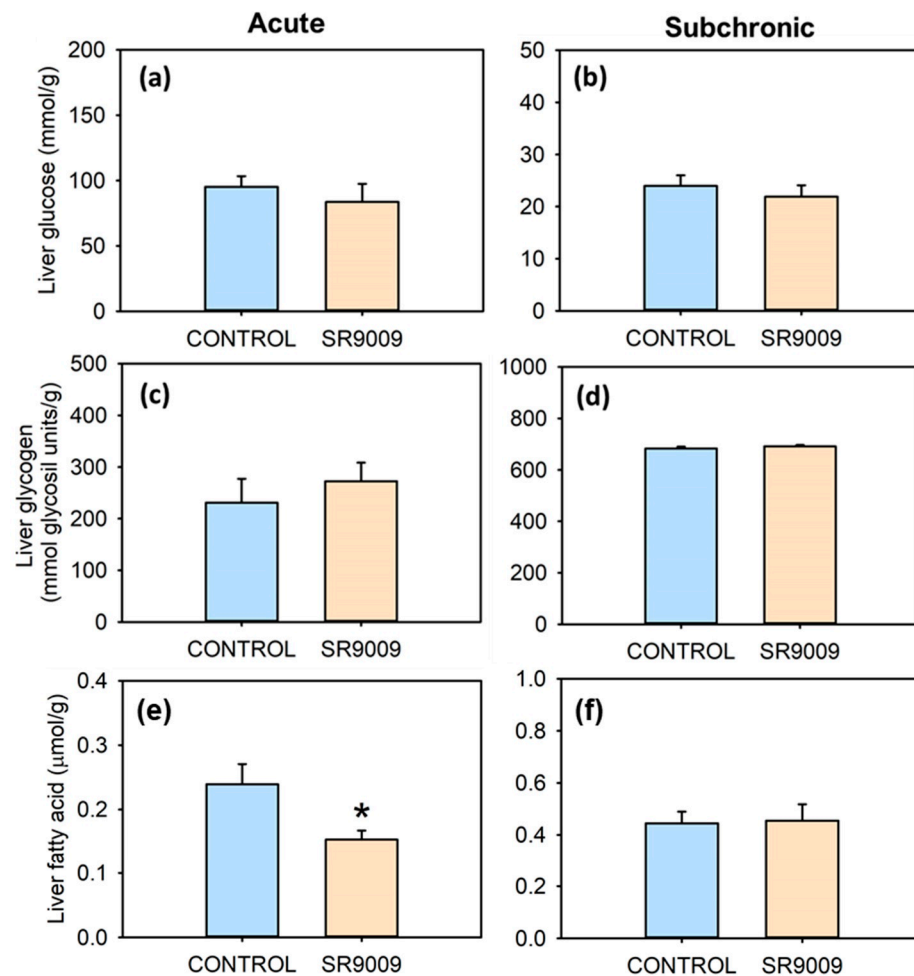 Acute
Subchronic
Liver glucose (mmol/g)
200
150
100
50
0
(a)
CONTROL SR9009
50
40
30
20
10
0
(b)
CONTROL SR9009
Liver glycogen
(mmol glycosil units/g)
500
400
300
200
100
0
(c)
CONTROL SR9009
1000
800
600
400
200
0
(d)
CONTROL SR9009
Liver fatty acid (µmol/g)
0.4
0.3
0.2
0.1
0.0
(e)
*
CONTROL SR9009
1.0
0.8
0.6
0.4
0.2
0.0
(f)
CONTROL SR9009